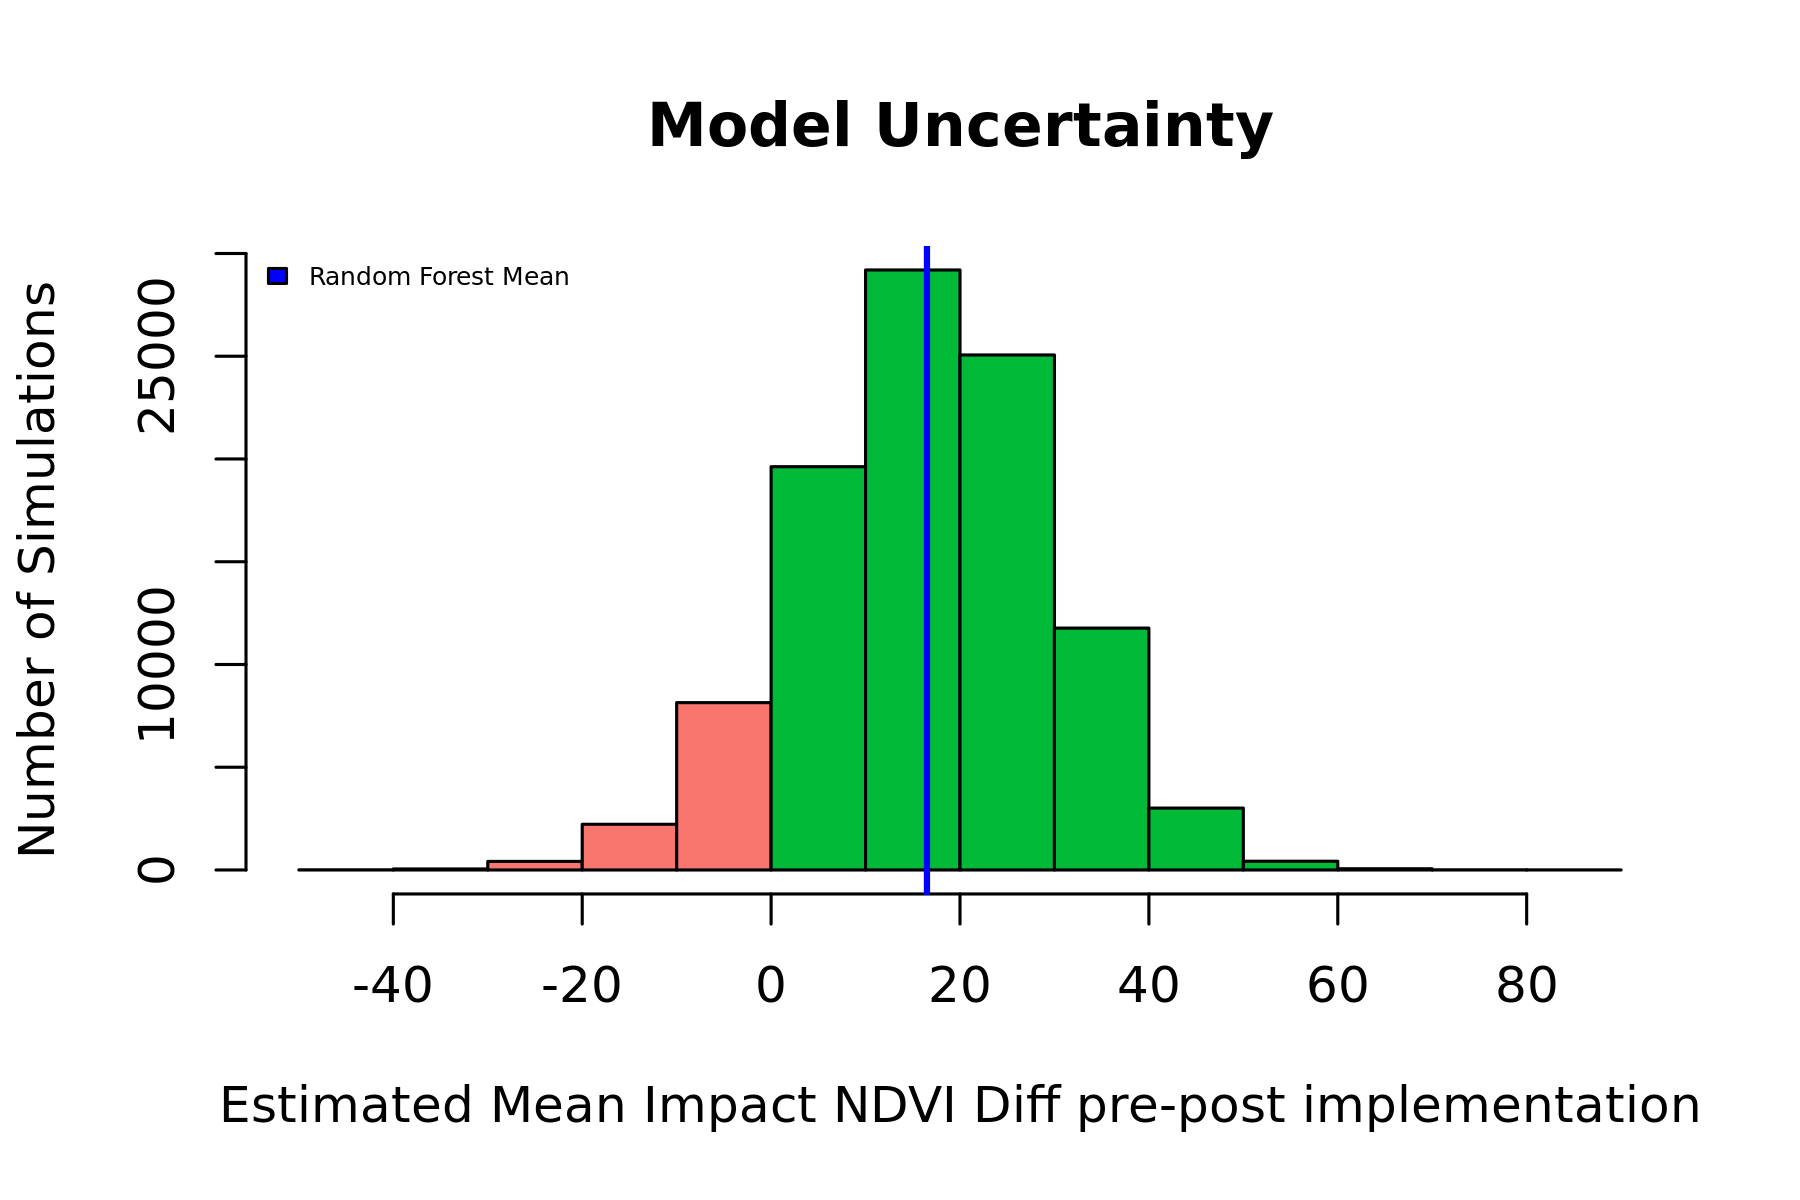 Model Uncertainty
Random Forest Mean
Number of Simulations
25000
10000
0
-40 -20 0 20 40 60 80
Estimated Mean Impact NDVI Diff pre-post implementation